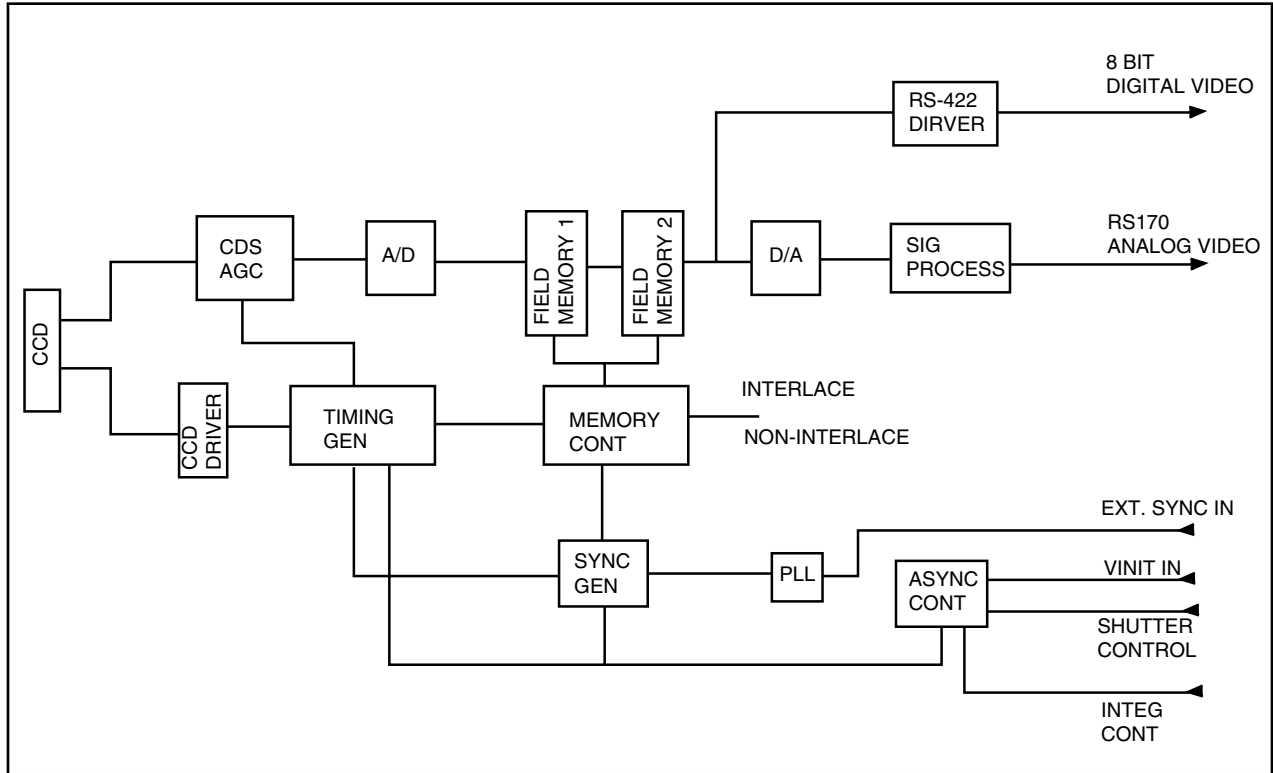 8 BIT
DIGITAL VIDEO
RS-422
DIRVER
RS170
ANALOG VIDEO
CCD
CDS
AGC
A/D
FIELD
MEMORY 1
FIELD
MEMORY 2
D/A
SIG
PROCESS
CCD
DRIVER
TIMING
GEN
MEMORY
CONT
INTERLACE
NON-INTERLACE
EXT. SYNC IN
SYNC
GEN
PLL
ASYNC
CONT
VINIT IN
SHUTTER
CONTROL
INTEG
CONT